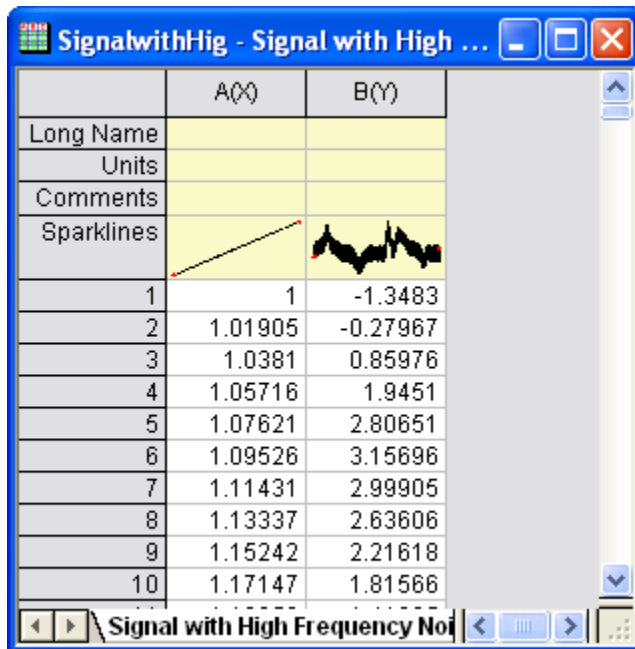 SignalwithHig - Signal with High ...
A(X) B(Y)
Long Name
Units
Comments
Sparklines
1 1 -1.3483
2 1.01905 -0.27967
3 1.0381 0.85976
4 1.05716 1.9451
5 1.07621 2.80651
6 1.09526 3.15696
7 1.11431 2.99905
8 1.13337 2.63606
9 1.15242 2.21618
10 1.17147 1.81566
Signal with High Frequency Noi